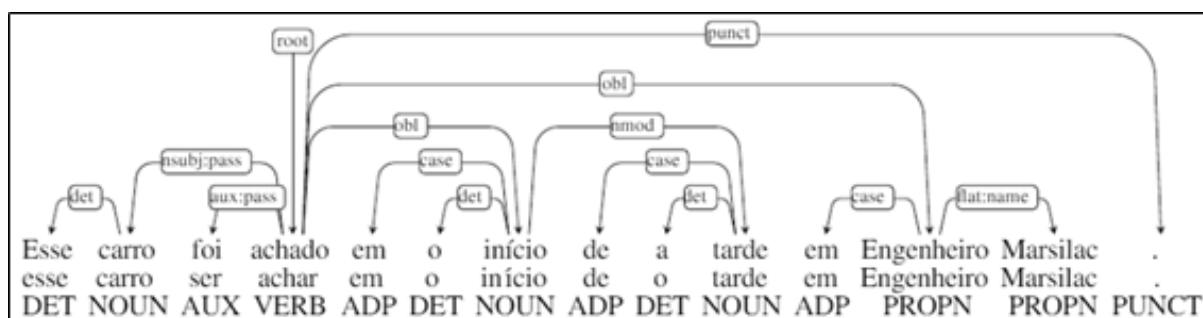 root
punct
obl
obl nmod
nsubj:pass case case
det aux:pass det det case flat:name
Esse carro foi achado em o início de a tarde em Engenheiro Marsilac .
esse carro ser achar em o início de o tarde em Engenheiro Marsilac .
DET NOUN AUX VERB ADP DET NOUN ADP DET NOUN ADP PROPN PROPN PUNCT